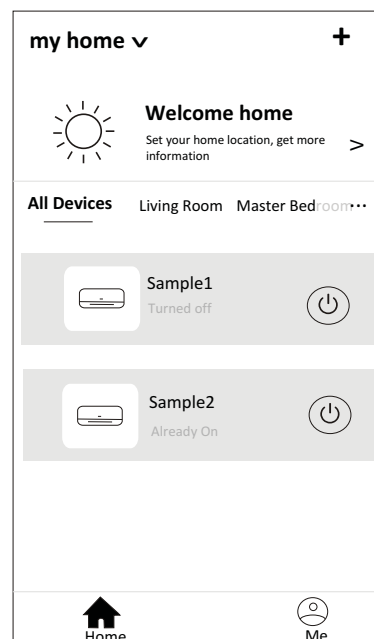 my home
Welcome home
Set your home location, get more
information
All Devices
Living Room
Master Bedroom
Sample1
Turned off
Sample2
Already On
Home
Me